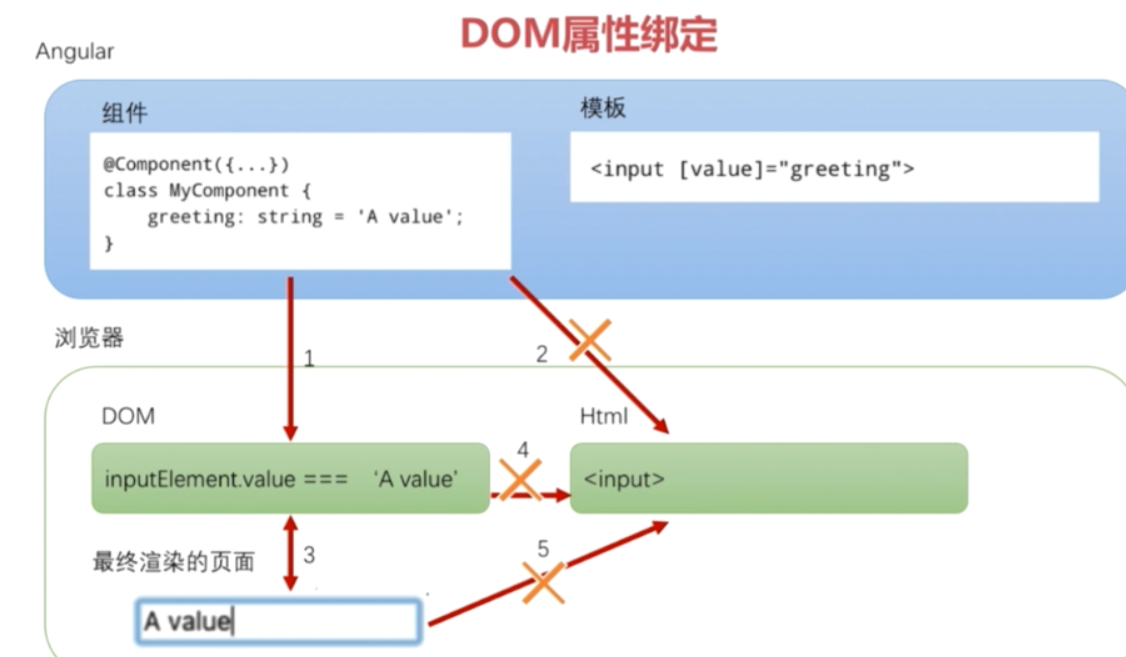 DOM属性绑定
Angular
组件
@Component({...})
class MyComponent {
greeting: string = 'A value';
}
模板
<input [value]="greeting">
浏览器
1
2
DOM
inputElement.value === ‘A value’
4
Html
<input>
最终渲染的页面
3
5
A value